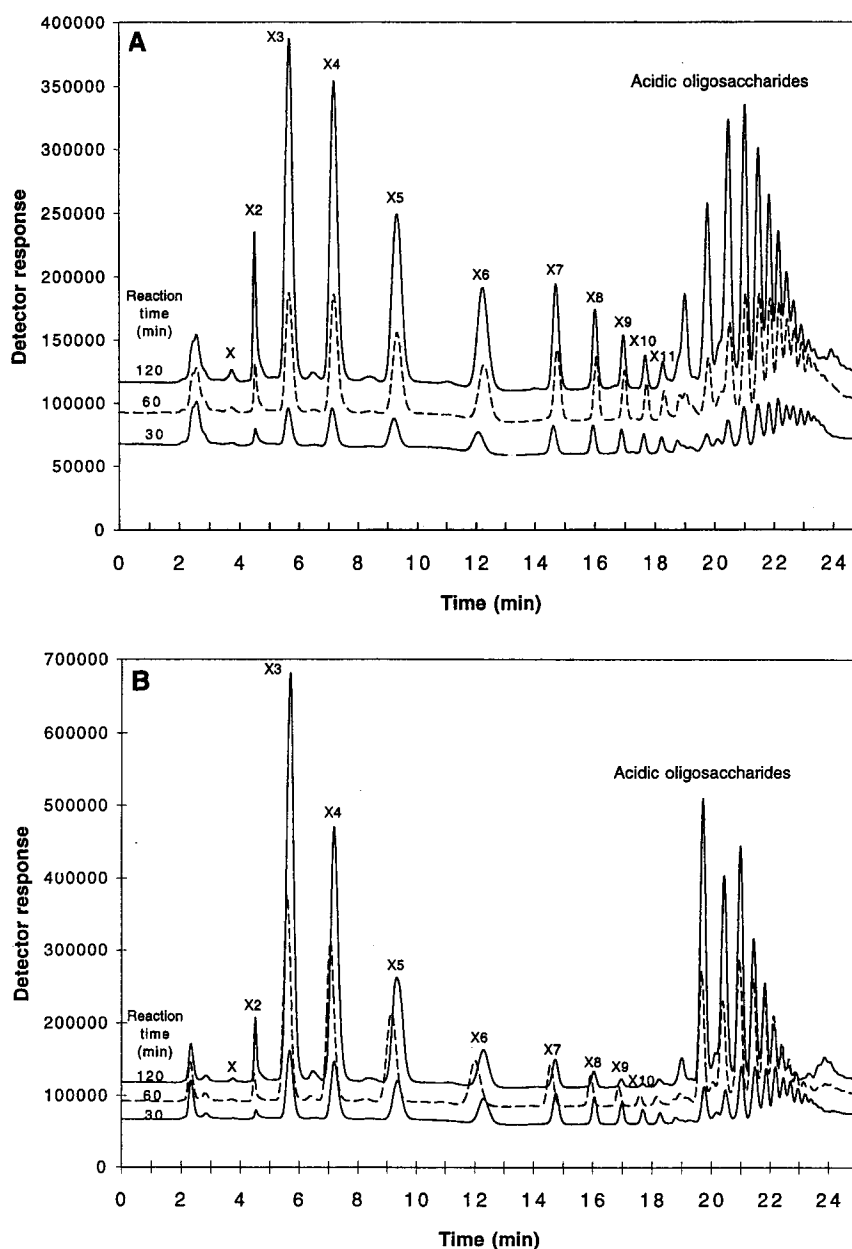 A
400000
350000
300000
250000
200000
150000
100000
50000
0
Detector response
X3
X4
X2
X5
X6
X7
X8
X9
X10
X11
X
Acidic oligosaccharides
Reaction
time
(min)
120
60
30
0 2 4 6 8 10 12 14 16 18 20 22 24
Time (min)
B
700000
600000
500000
400000
300000
200000
100000
0
Detector response
X3
X4
X5
X2
X6
X7
X8
X9
X10
X
Acidic oligosaccharides
Reaction
time
(min)
120
60
30
0 2 4 6 8 10 12 14 16 18 20 22 24
Time (min)